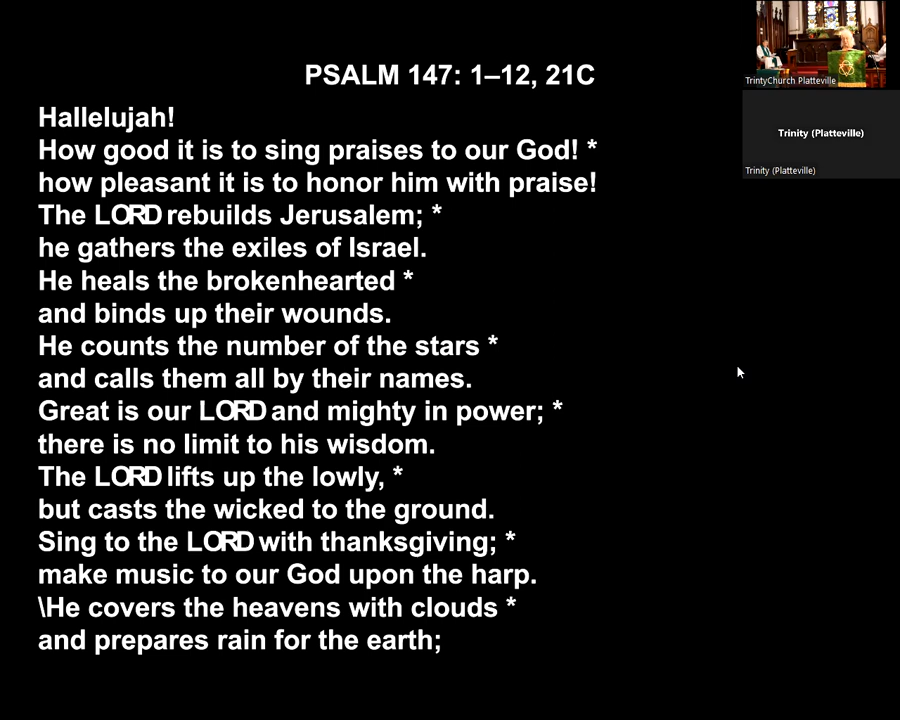 PSALM 147: 1–12, 21C
Hallelujah!
How good it is to sing praises to our God! *
how pleasant it is to honor him with praise!
The LORD rebuilds Jerusalem; *
he gathers the exiles of Israel.
He heals the brokenhearted *
and binds up their wounds.
He counts the number of the stars *
and calls them all by their names.
Great is our LORD and mighty in power; *
there is no limit to his wisdom.
The LORD lifts up the lowly, *
but casts the wicked to the ground.
Sing to the LORD with thanksgiving; *
make music to our God upon the harp.
\He covers the heavens with clouds *
and prepares rain for the earth;
TrintyChurch Platteville
Trinity (Platteville)
Trinity (Platteville)